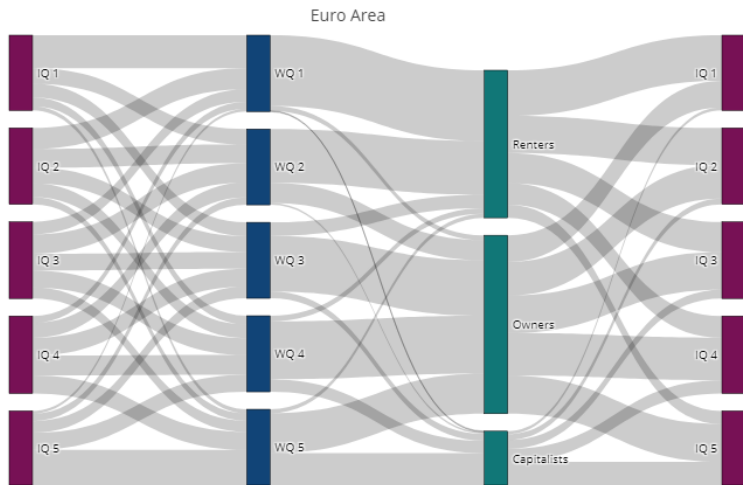 Euro Area
IQ 1
IQ 2
IQ 3
IQ 4
IQ 5
WQ 1
WQ 2
WQ 3
WQ 4
WQ 5
Renters
Owners
Capitalists
IQ 1
IQ 2
IQ 3
IQ 4
IQ 5